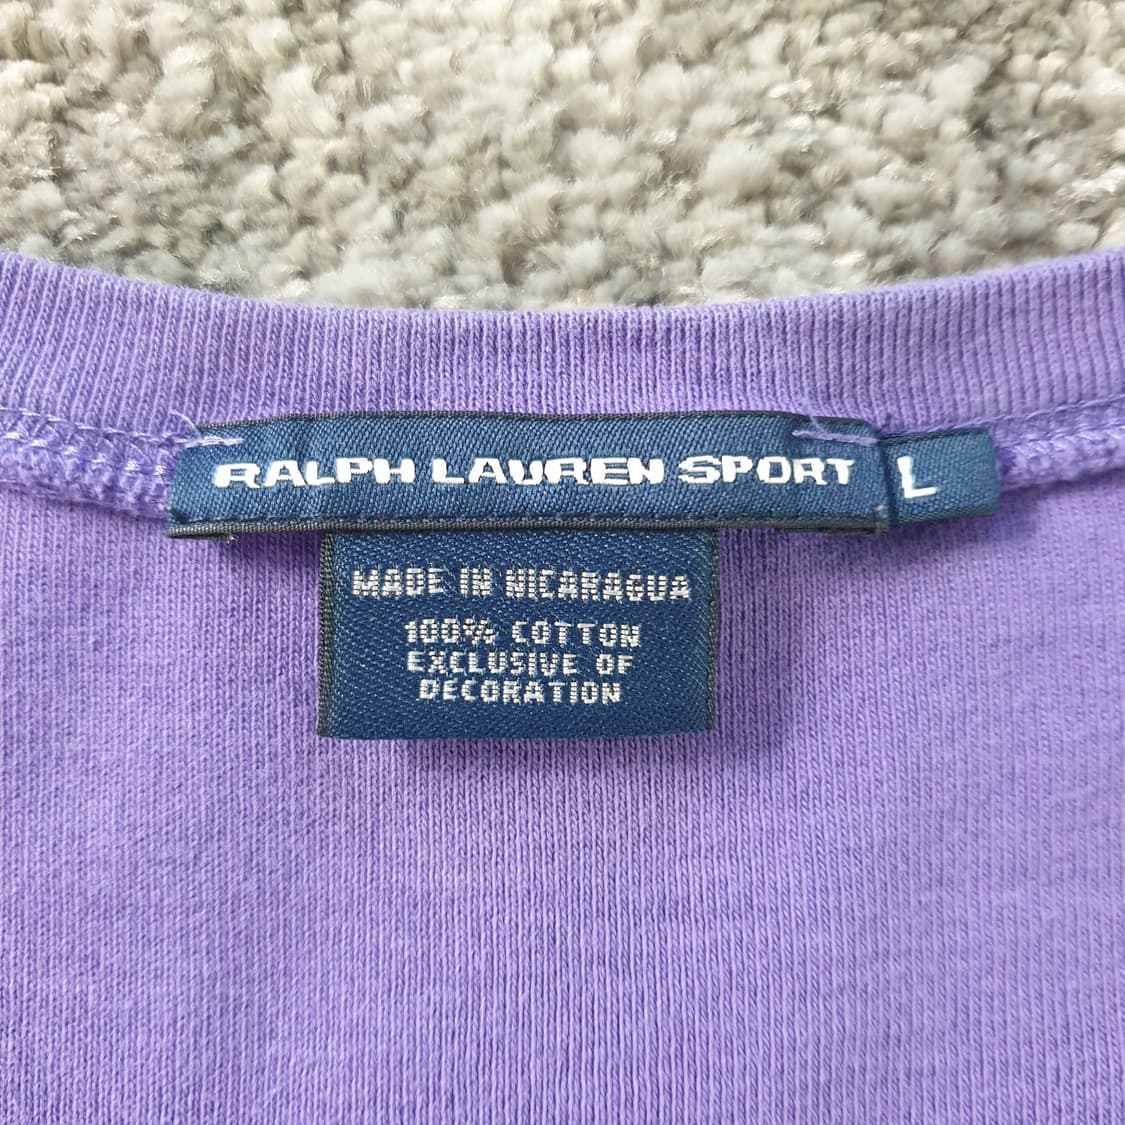 RALPH LAUREN SPORT L
MADE IN NICARAGUA
100% COTTON
EXCLUSIVE OF
DECORATION